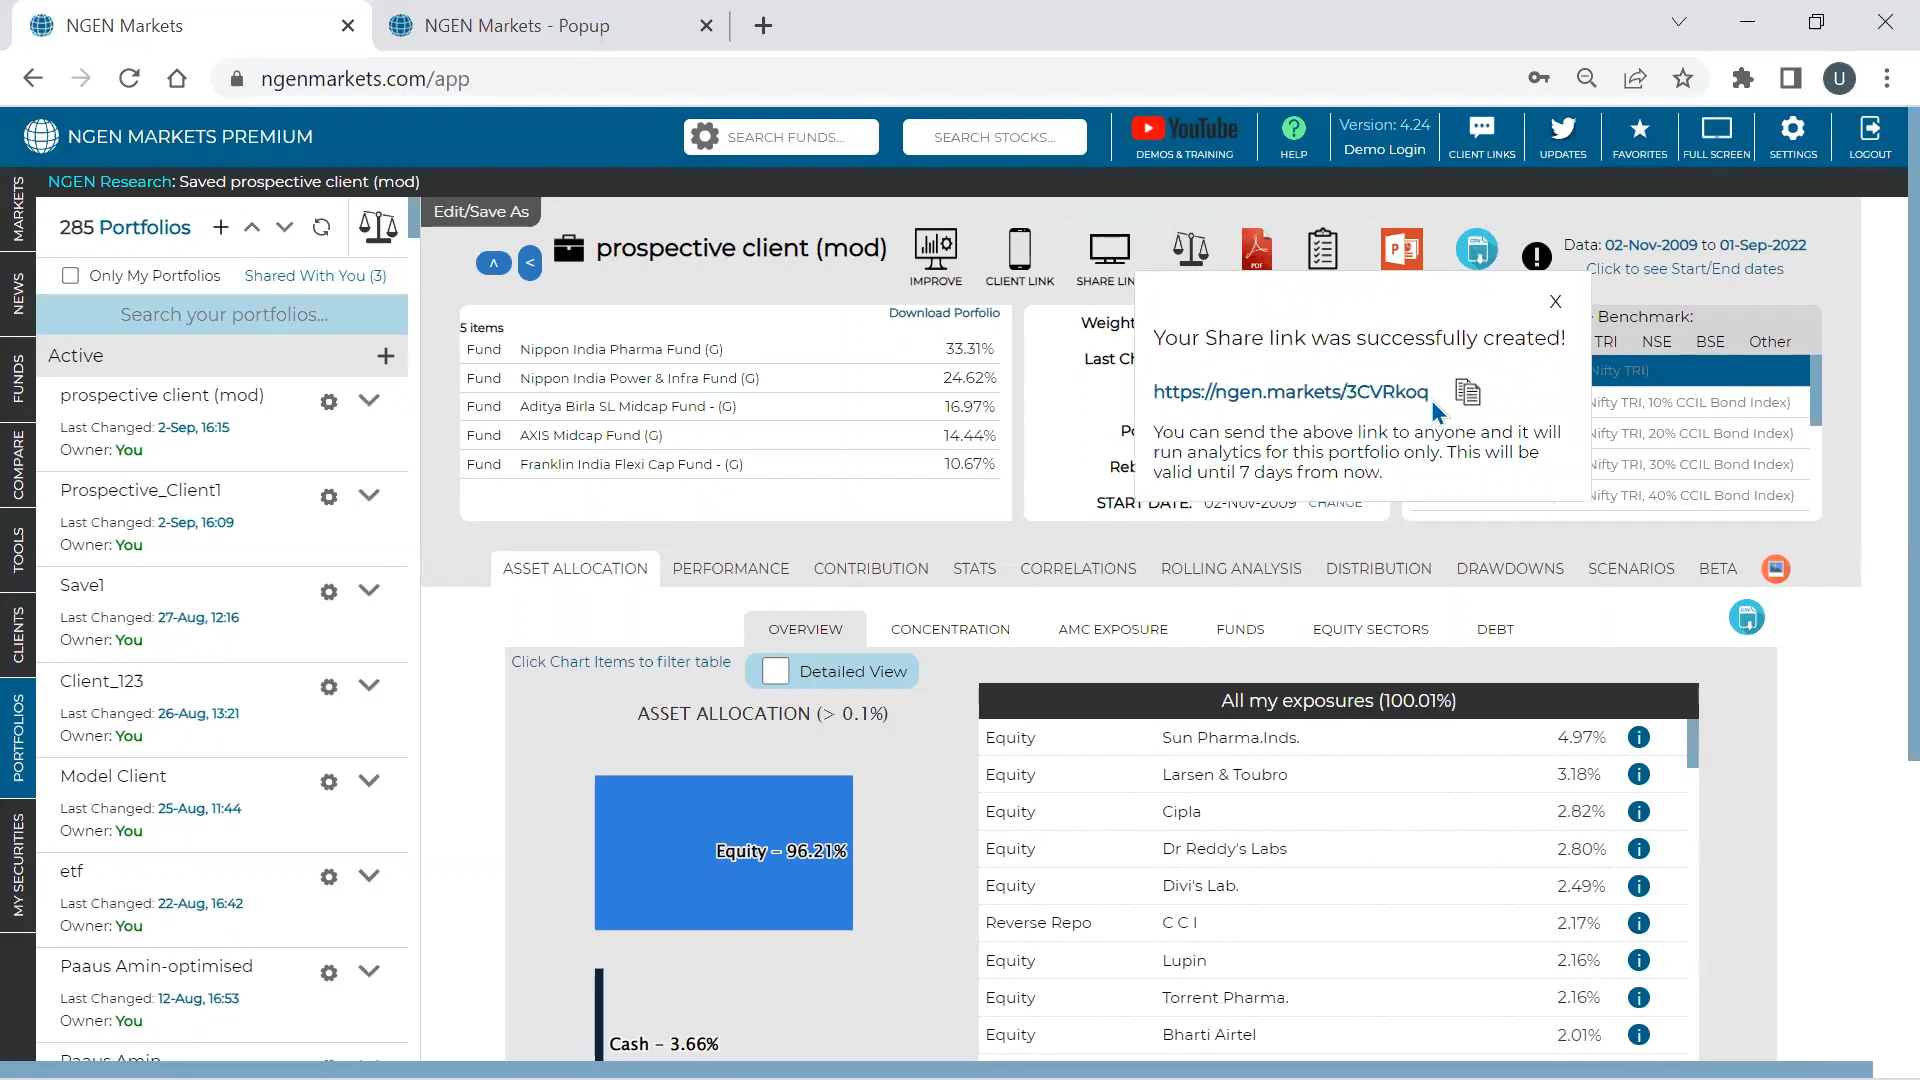 NGEN Markets
NGEN Markets - Popup
U
ngenmarkets.com/app
NGEN MARKETS PREMIUM
SEARCH FUNDS...
SEARCH STOCKS...
YouTube
DEMOS & TRAINING
HELP
Version: 4.24
Demo Login
CLIENT LINKS
UPDATES
FAVORITES
FULL SCREEN
SETTINGS
LOGOUT
NGEN Research: Saved prospective client (mod)
MARKETS
NEWS
FUNDS
COMPARE
TOOLS
CLIENTS
PORTFOLIOS
MY SECURITIES
285 Portfolios
Only My Portfolios
Shared With You (3)
Search your portfolios...
Active
prospective client (mod)
Last Changed: 2-Sep, 16:15
Owner: You
Prospective_Client1
Last Changed: 2-Sep, 16:09
Owner: You
Save1
Last Changed: 27-Aug, 12:16
Owner: You
Client_123
Last Changed: 26-Aug, 13:21
Owner: You
Model Client
Last Changed: 25-Aug, 11:44
Owner: You
etf
Last Changed: 22-Aug, 16:42
Owner: You
Paaus Amin-optimised
Last Changed: 12-Aug, 16:53
Owner: You
Paaus Amin
Edit/Save As
prospective client (mod)
IMPROVE
CLIENT LINK
SHARE LIN
PDF
Data: 02-Nov-2009 to 01-Sep-2022
Click to see Start/End dates
Download Porfolio
5 items
Fund Nippon India Pharma Fund (G) 33.31%
Fund Nippon India Power & Infra Fund (G) 24.62%
Fund Aditya Birla SL Midcap Fund - (G) 16.97%
Fund AXIS Midcap Fund (G) 14.44%
Fund Franklin India Flexi Cap Fund - (G) 10.67%
Weight
Last Ch
Po
Reb
START DATE: 02-Nov-2009 CHANGE
X
Your Share link was successfully created!
https://ngen.markets/3CVRkoq
You can send the above link to anyone and it will
run analytics for this portfolio only. This will be
valid until 7 days from now.
Benchmark:
TRI NSE BSE Other
Nifty TRI)
Nifty TRI, 10% CCIL Bond Index)
Nifty TRI, 20% CCIL Bond Index)
Nifty TRI, 30% CCIL Bond Index)
Nifty TRI, 40% CCIL Bond Index)
ASSET ALLOCATION
PERFORMANCE
CONTRIBUTION
STATS
CORRELATIONS
ROLLING ANALYSIS
DISTRIBUTION
DRAWDOWNS
SCENARIOS
BETA
OVERVIEW
CONCENTRATION
AMC EXPOSURE
FUNDS
EQUITY SECTORS
DEBT
Click Chart Items to filter table
Detailed View
ASSET ALLOCATION (> 0.1%)
Equity - 96.21%
Cash - 3.66%
All my exposures (100.01%)
Equity Sun Pharma.Inds. 4.97%
Equity Larsen & Toubro 3.18%
Equity Cipla 2.82%
Equity Dr Reddy's Labs 2.80%
Equity Divi's Lab. 2.49%
Reverse Repo C C I 2.17%
Equity Lupin 2.16%
Equity Torrent Pharma. 2.16%
Equity Bharti Airtel 2.01%